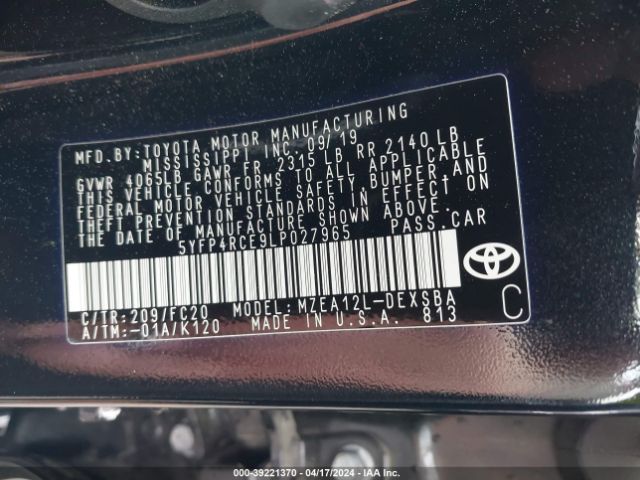 MFD.BY:TOYOTA MOTOR MANUFACTURING
MISSISSIPPI INC. 09/19
GVWR 4065LB GAWR FR 2315 LB RR 2140 LB
THIS VEHICLE CONFORMS TO ALL APPLICABLE
FEDERAL MOTOR VEHICLE SAFETY,BUMPER,AND
THEFT PREVENTION STANDARDS IN EFFECT ON
THE DATE OF MANUFACTURE SHOWN ABOVE.
5YFP4RCE9LP027965 PASS.CAR
C/TR:209/FC20 MODEL:MZEA12L-DEXSBA
A/TM:-01A/K120 MADE IN U.S.A. 813
C
000-39221370 | 04/17/2024 | IAA Inc.